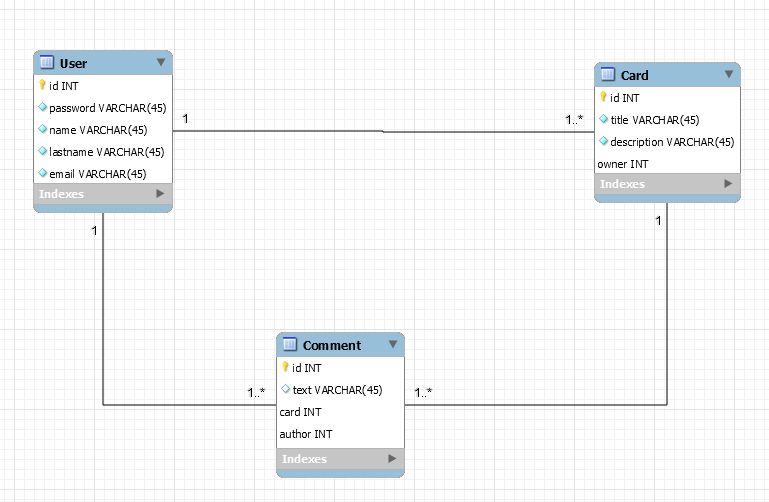 User
id INT
password VARCHAR(45)
name VARCHAR(45)
lastname VARCHAR(45)
email VARCHAR(45)
Indexes
1
1..*
Card
id INT
title VARCHAR(45)
description VARCHAR(45)
owner INT
Indexes
1
1
Comment
id INT
text VARCHAR(45)
card INT
author INT
Indexes
1..*
1..*